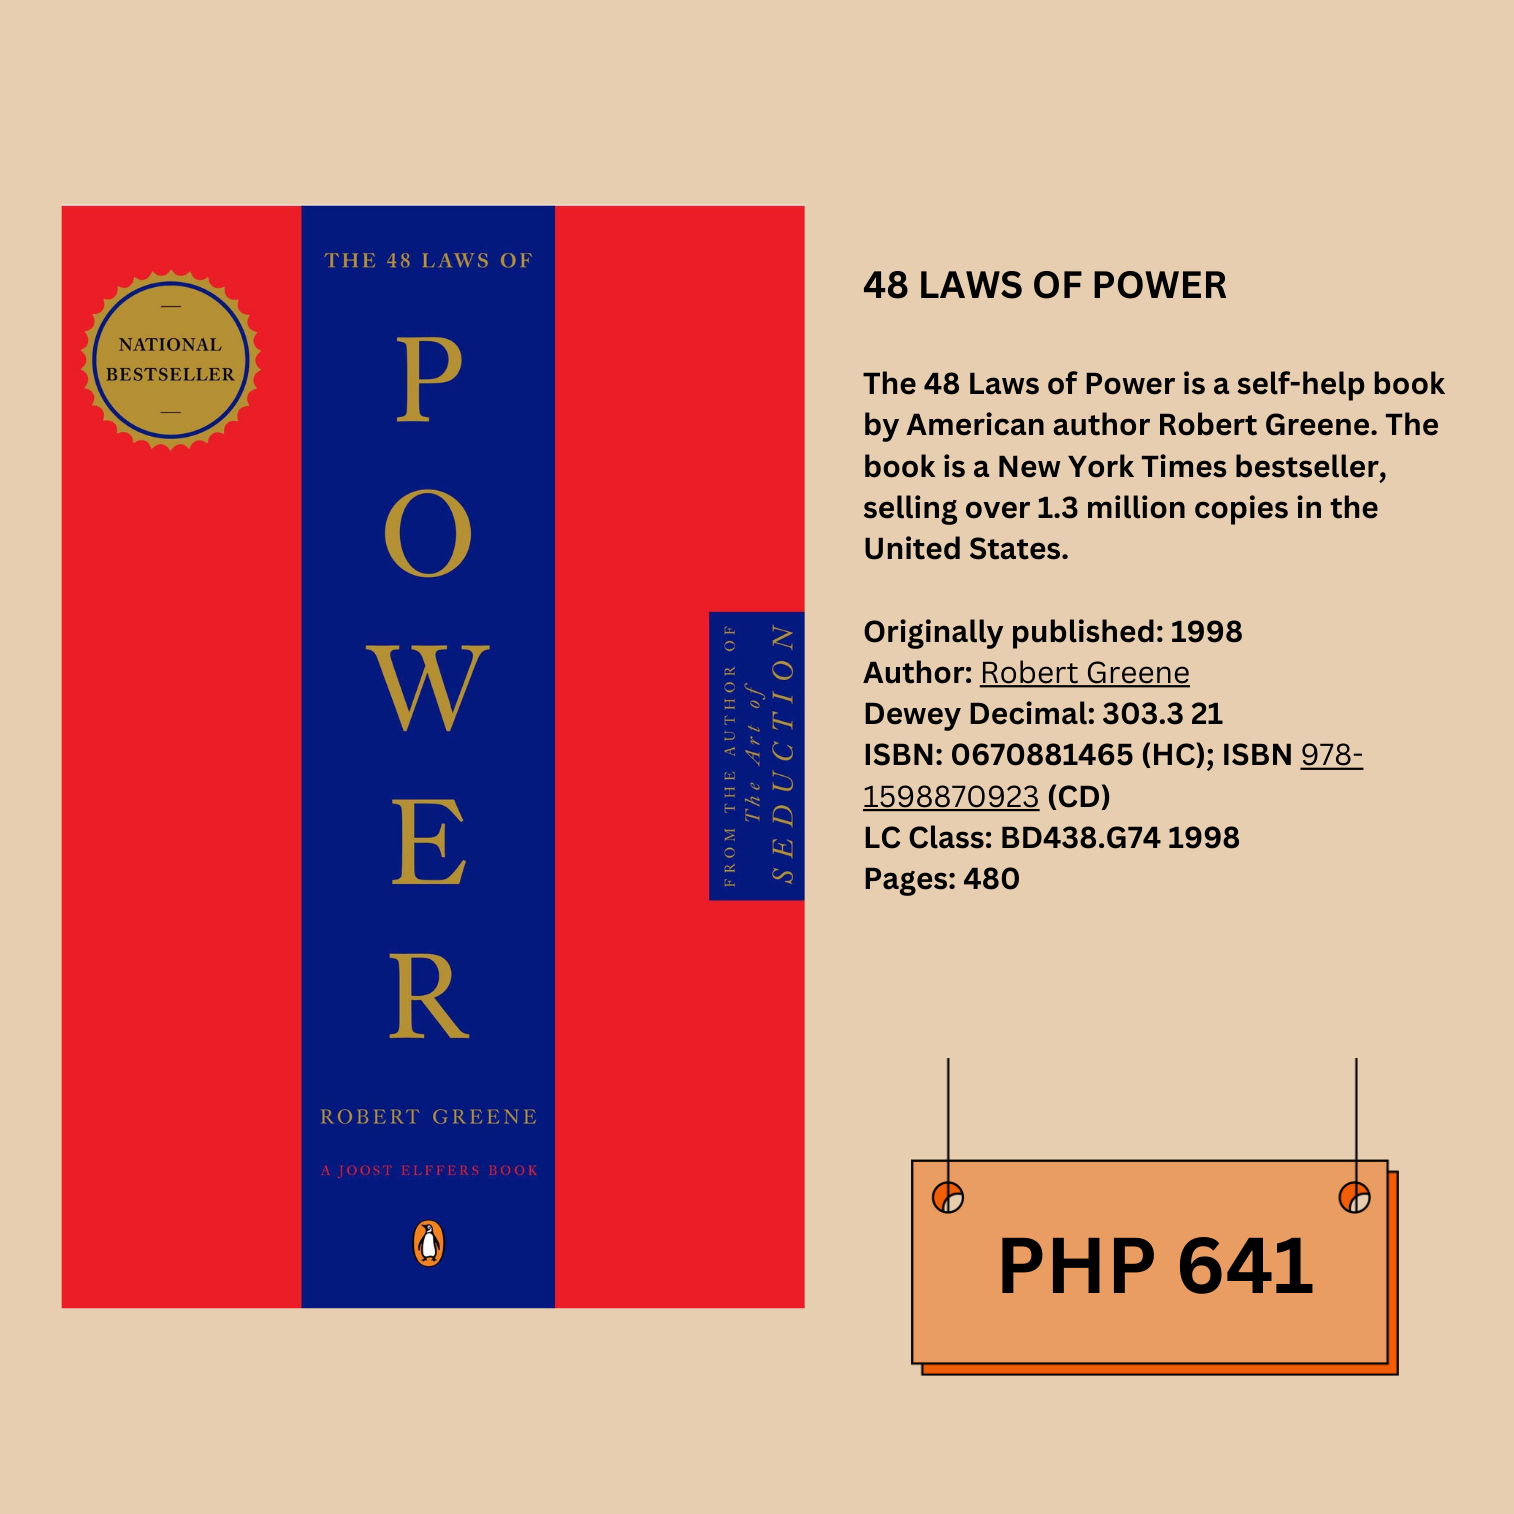 THE 48 LAWS OF
NATIONAL
BESTSELLER
P
O
W
E
R
FROM THE AUTHOR OF
The Art of
SEDUCTION
ROBERT GREENE
A JOOST ELFFERS BOOK
48 LAWS OF POWER
The 48 Laws of Power is a self-help book
by American author Robert Greene. The
book is a New York Times bestseller,
selling over 1.3 million copies in the
United States.
Originally published: 1998
Author: Robert Greene
Dewey Decimal: 303.3 21
ISBN: 0670881465 (HC); ISBN 978-
1598870923 (CD)
LC Class: BD438.G74 1998
Pages: 480
PHP 641